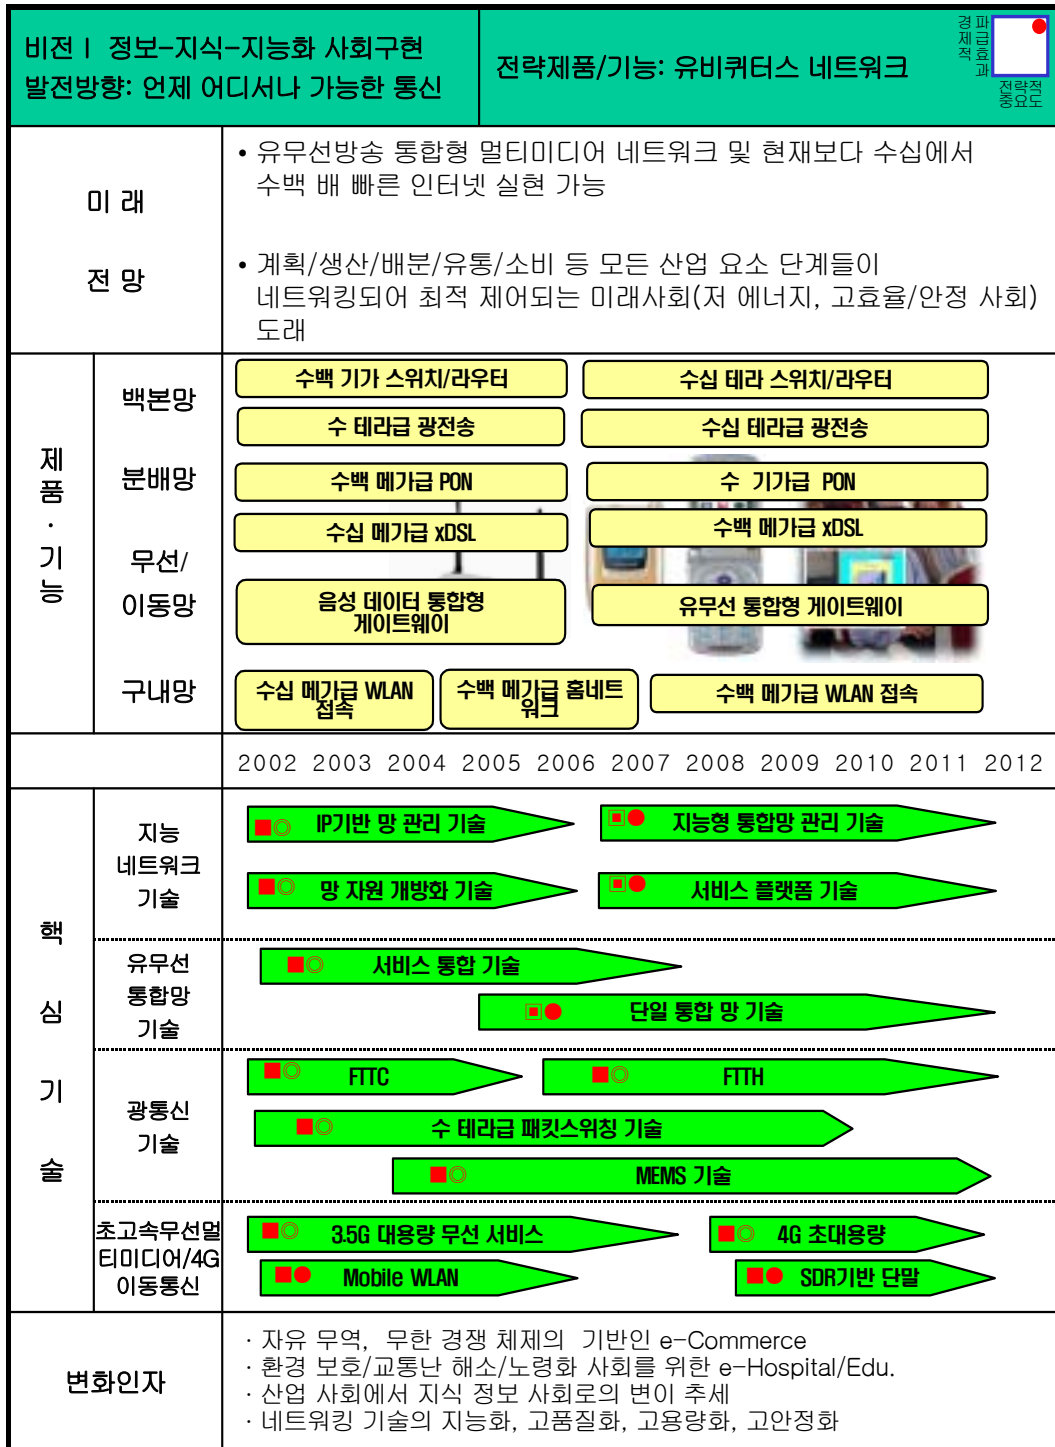 비전 I 정보-지식-지능화 사회구현
발전방향: 언제 어디서나 가능한 통신
전략제품/기능: 유비쿼터스 네트워크
경제적
파급효과
전략적
중요도
미 래
전 망
• 유무선방송 통합형 멀티미디어 네트워크 및 현재보다 수십에서
수백 배 빠른 인터넷 실현 가능
• 계획/생산/배분/유통/소비 등 모든 산업 요소 단계들이
네트워킹되어 최적 제어되는 미래사회(저 에너지, 고효율/안정 사회)
도래
제품·기능
백본망
수백 기가 스위치/라우터
수십 테라 스위치/라우터
수 테라급 광전송
수십 테라급 광전송
분배망
수백 메가급 PON
수 기가급 PON
수십 메가급 xDSL
수백 메가급 xDSL
무선/
이동망
음성 데이터 통합형
게이트웨이
유무선 통합형 게이트웨이
구내망
수십 메가급 WLAN
접속
수백 메가급 홈네트
워크
수백 메가급 WLAN 접속
2002 2003 2004 2005 2006 2007 2008 2009 2010 2011 2012
핵심기술
지능
네트워크
기술
■◎ IP기반 망 관리 기술
▣● 지능형 통합망 관리 기술
■◎ 망 자원 개방화 기술
▣● 서비스 플랫폼 기술
유무선
통합망
기술
■◎ 서비스 통합 기술
▣● 단일 통합 망 기술
광통신
기술
■◎ FTTC
■◎ FTTH
■◎ 수 테라급 패킷스위칭 기술
■◎ MEMS 기술
초고속무선멀
티미디어/4G
이동통신
■◎ 3.5G 대용량 무선 서비스
■◎ 4G 초대용량
■● Mobile WLAN
■● SDR기반 단말
변화인자
· 자유 무역, 무한 경쟁 체제의 기반인 e-Commerce
· 환경 보호/교통난 해소/노령화 사회를 위한 e-Hospital/Edu.
· 산업 사회에서 지식 정보 사회로의 변이 추세
· 네트워킹 기술의 지능화, 고품질화, 고용량화, 고안정화